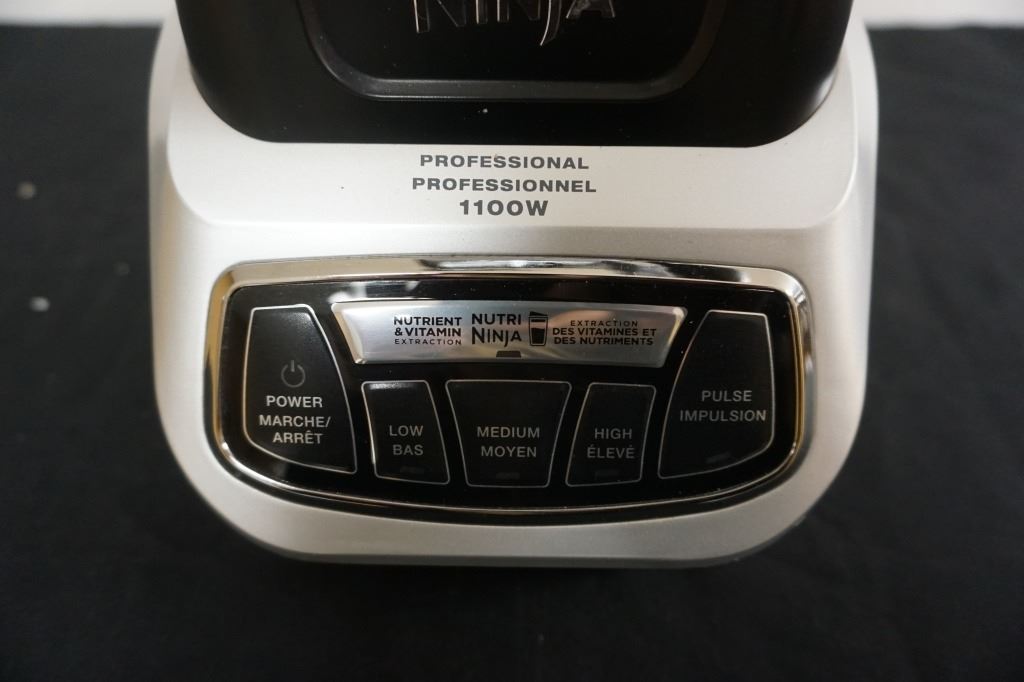 NINJA
PROFESSIONAL
PROFESSIONNEL
1100W
NUTRIENT
& VITAMIN
EXTRACTION
NUTRI
NINJA
EXTRACTION
DES VITAMINES ET
DES NUTRIMENTS
POWER
MARCHE/
ARRÊT
LOW
BAS
MEDIUM
MOYEN
HIGH
ÉLEVÉ
PULSE
IMPULSION